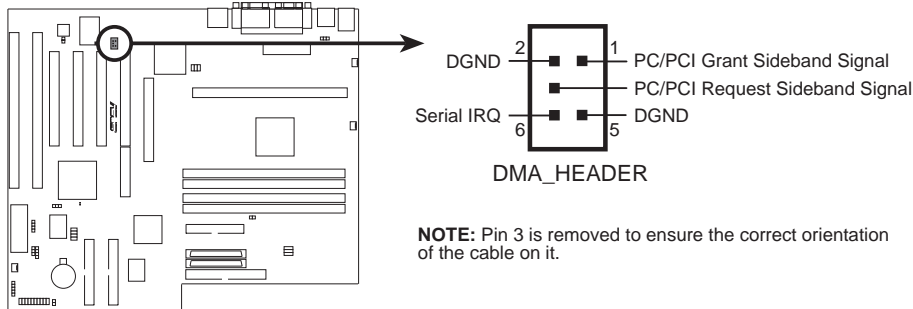 2 1
DGND PC/PCI Grant Sideband Signal
PC/PCI Request Sideband Signal
Serial IRQ DGND
6 5
DMA_HEADER
NOTE: Pin 3 is removed to ensure the correct orientation
of the cable on it.